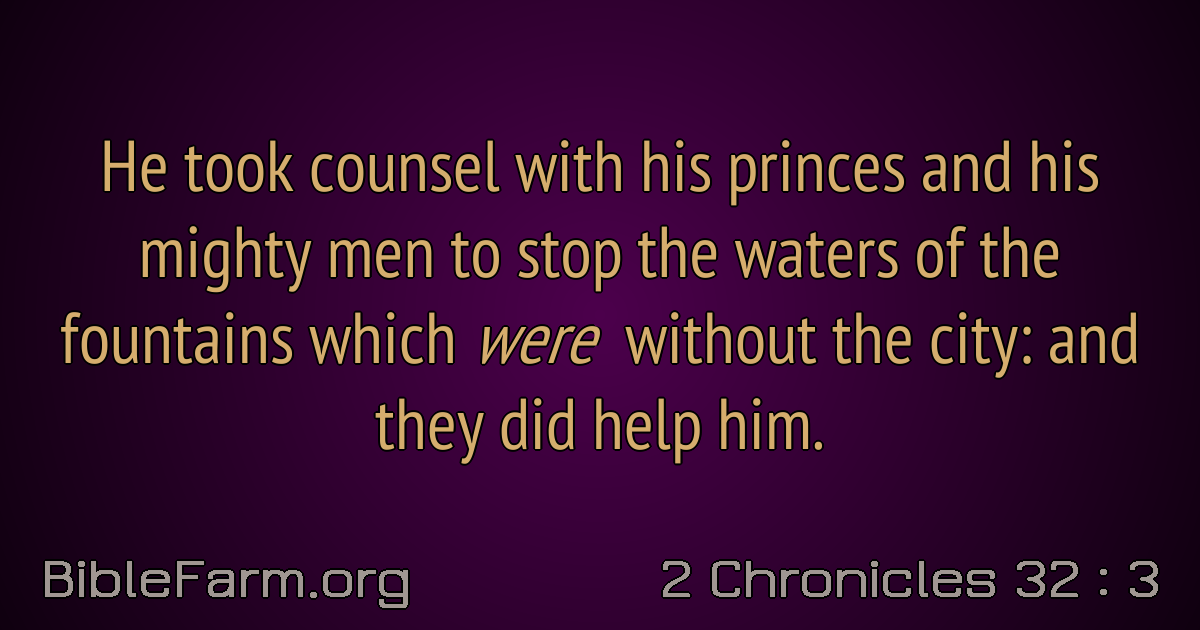 He took counsel with his princes and his
mighty men to stop the waters of the
fountains which were without the city: and
they did help him.
BibleFarm.org
2 Chronicles 32 : 3